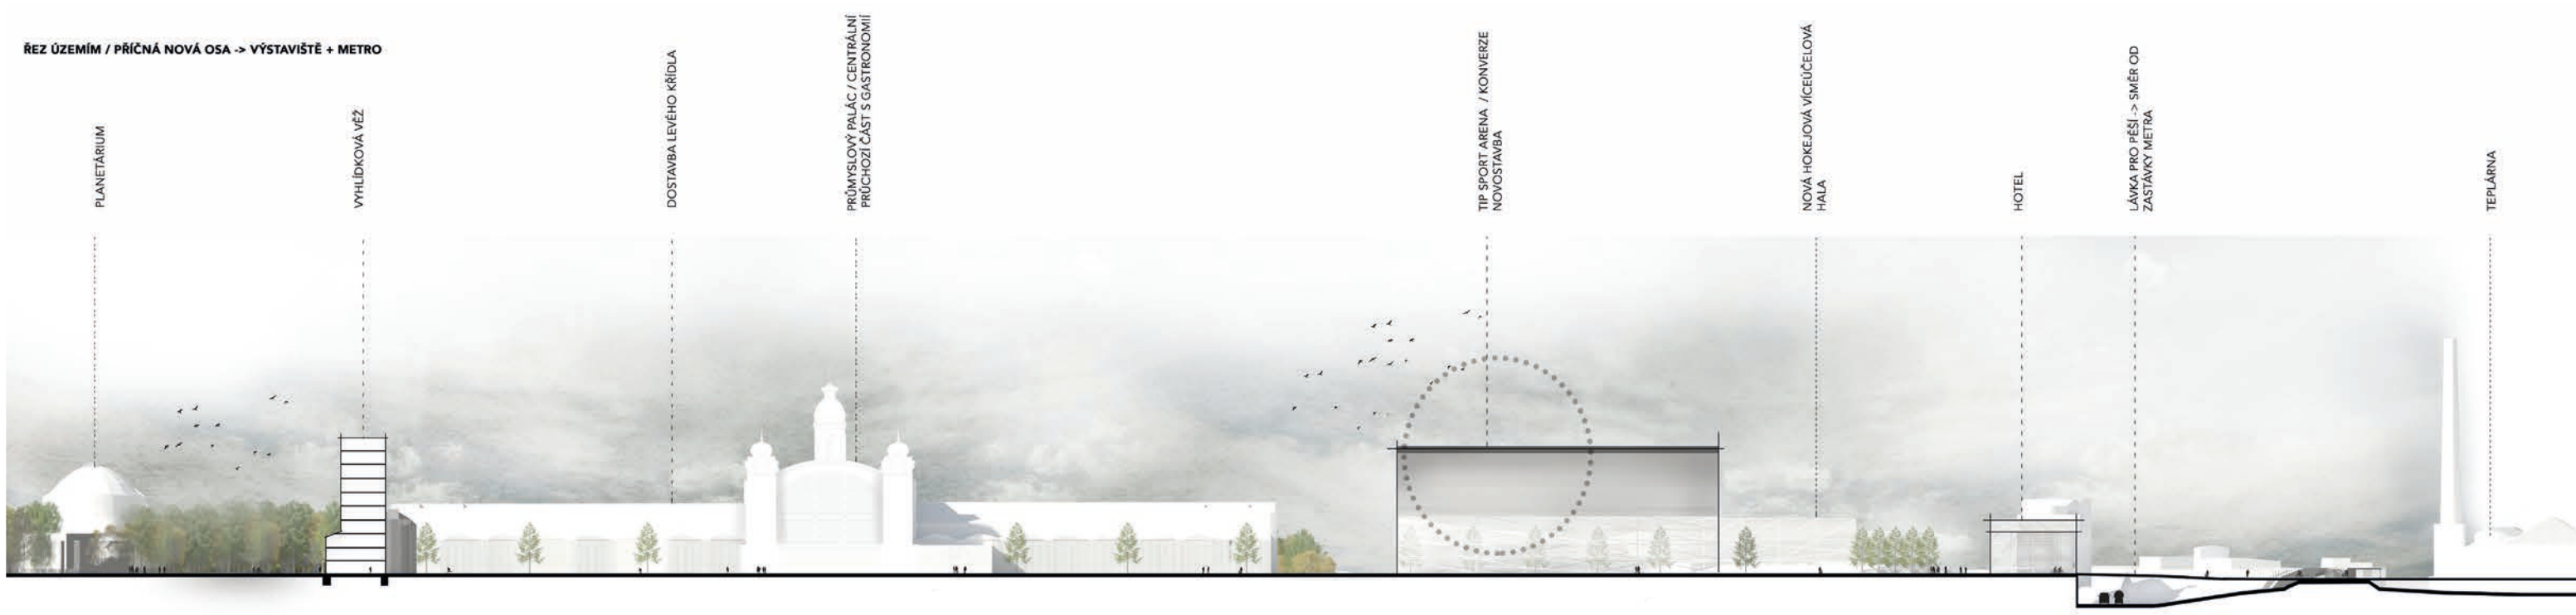 ŘEZ ÚZEMÍM / PŘÍČNÁ NOVÁ OSA -> VÝSTAVIŠTĚ + METRO
PLANETÁRIUM
VYHLÍDKOVÁ VĚŽ
DOSTAVBA LEVÉHO KŘÍDLA
PRŮMYSLOVÝ PALÁC / CENTRÁLNÍ
PRŮCHOZÍ ČÁST S GASTRONOMIÍ
TIP SPORT ARENA / KONVERZE
NOVOSTAVBA
NOVÁ HOKEJOVÁ VÍCEÚČELOVÁ
HALA
HOTEL
LÁVKA PRO PĚŠÍ -> SMĚR OD
ZASTÁVKY METRA
TEPLÁRNA